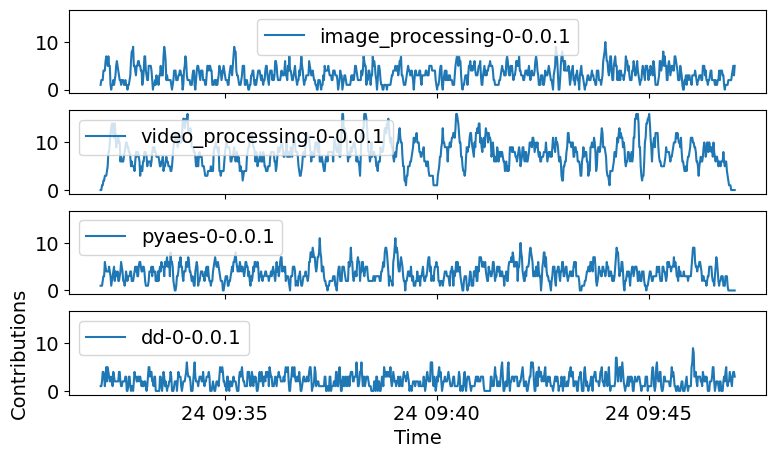 image_processing-0-0.0.1
10
0
video_processing-0-0.0.1
10
0
pyaes-0-0.0.1
10
0
dd-0-0.0.1
10
0
Contributions
24 09:35
24 09:40
24 09:45
Time